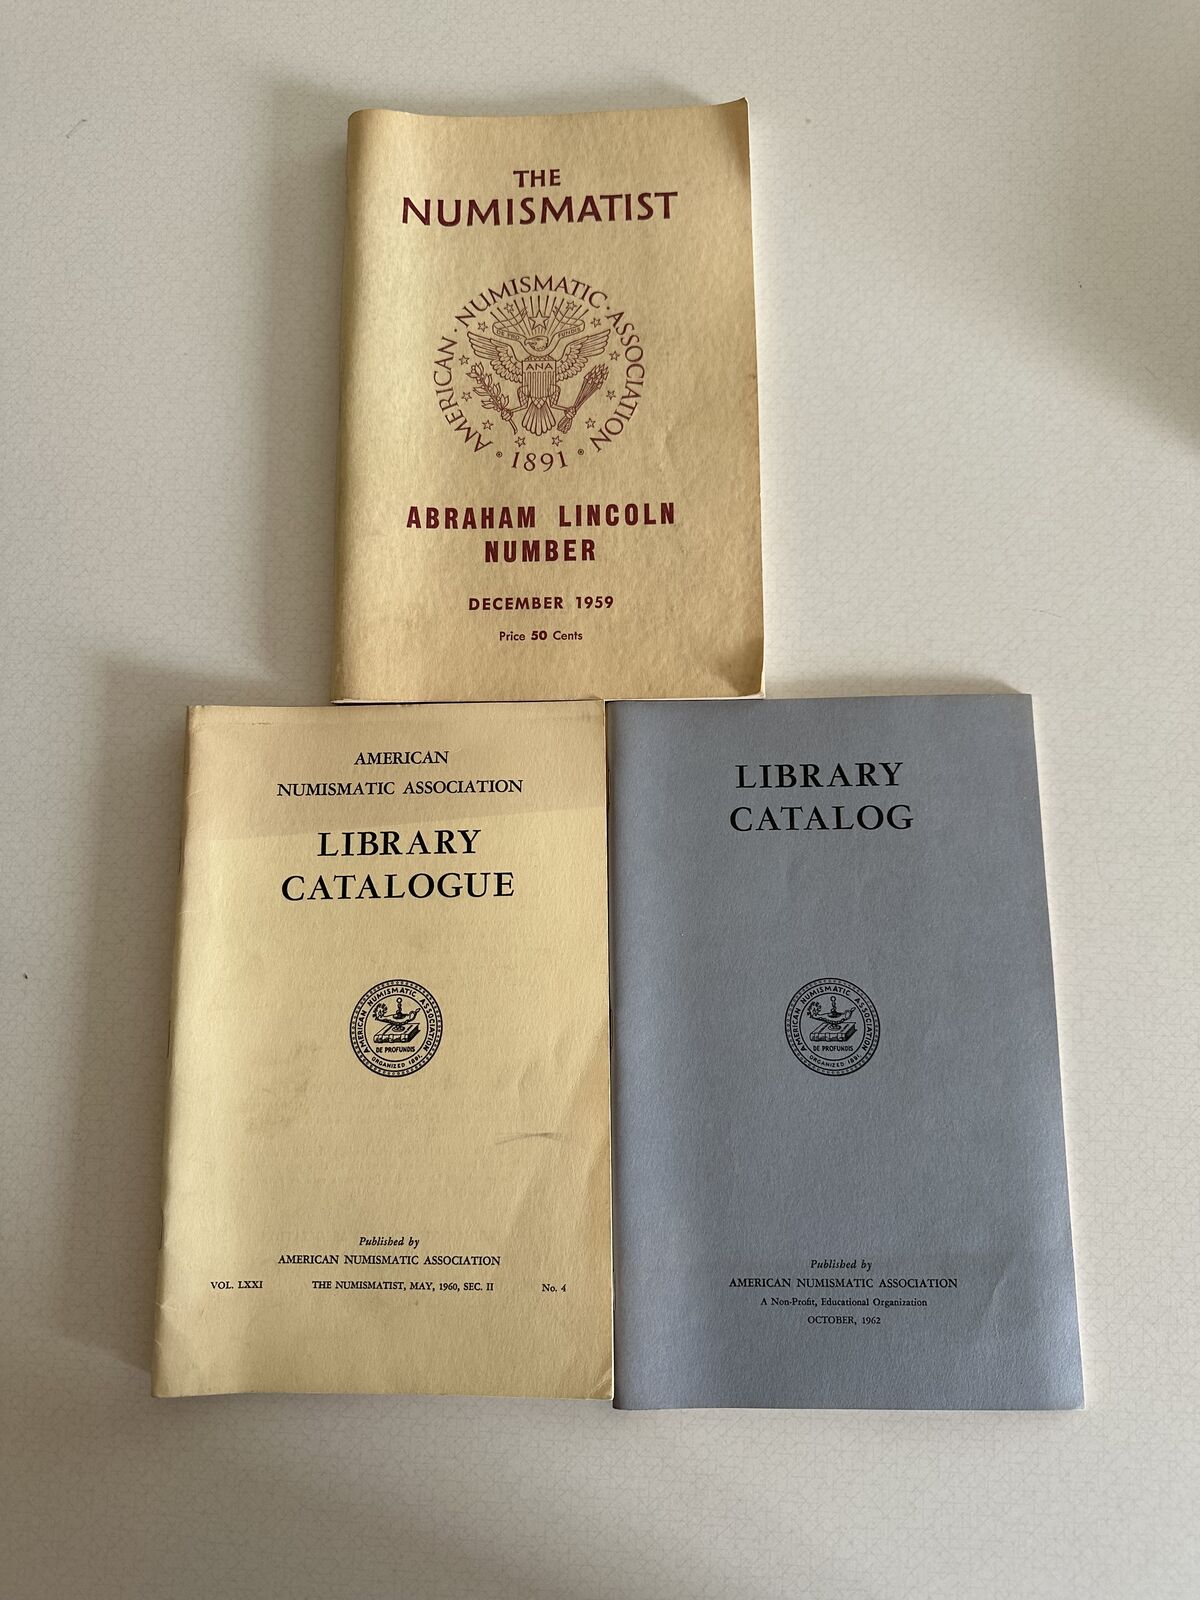 THE
NUMISMATIST
AMERICAN · NUMISMATIC · ASSOCIATION
DE PRO FUNDIS
ANA
· 1891 ·
ABRAHAM LINCOLN
NUMBER
DECEMBER 1959
Price 50 Cents
AMERICAN
NUMISMATIC ASSOCIATION
LIBRARY
CATALOGUE
AMERICAN NUMISMATIC ASSOCIATION
DE PROFUNDIS
ORGANIZED 1891
Published by
AMERICAN NUMISMATIC ASSOCIATION
VOL. LXXI THE NUMISMATIST, MAY, 1960, SEC. II No. 4
LIBRARY
CATALOG
AMERICAN NUMISMATIC ASSOCIATION
DE PROFUNDIS
ORGANIZED 1891
Published by
AMERICAN NUMISMATIC ASSOCIATION
A Non-Profit, Educational Organization
OCTOBER, 1962